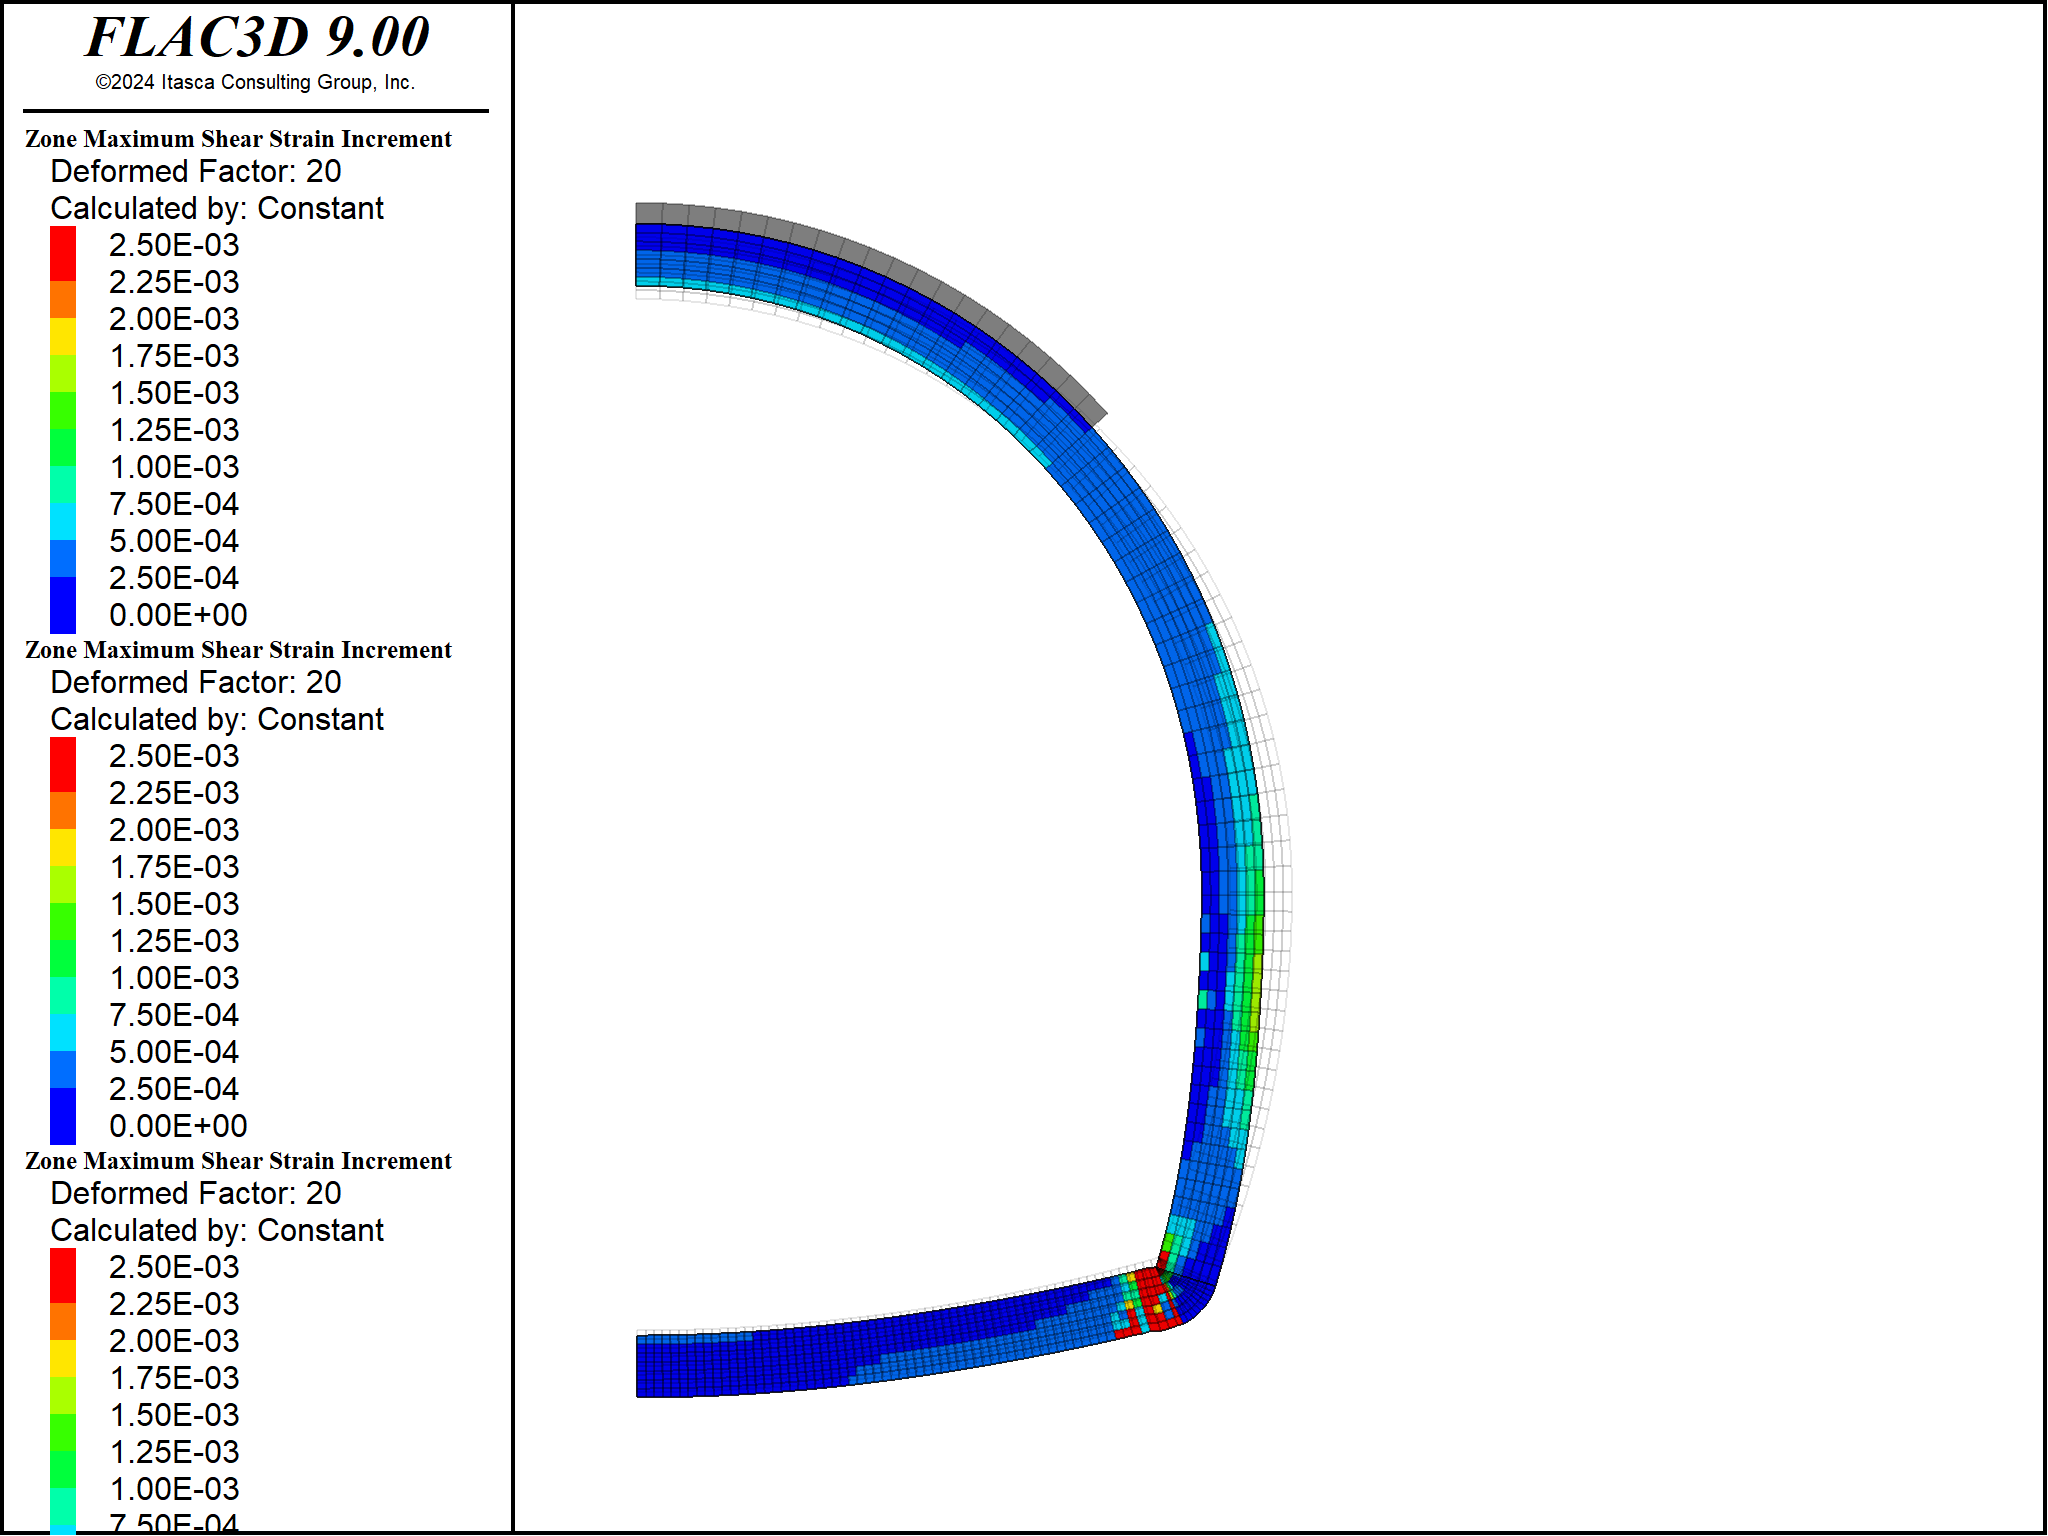 FLAC3D 9.00
©2024 Itasca Consulting Group, Inc.
Zone Maximum Shear Strain Increment
Deformed Factor: 20
Calculated by: Constant
2.50E-03
2.25E-03
2.00E-03
1.75E-03
1.50E-03
1.25E-03
1.00E-03
7.50E-04
5.00E-04
2.50E-04
0.00E+00
Zone Maximum Shear Strain Increment
Deformed Factor: 20
Calculated by: Constant
2.50E-03
2.25E-03
2.00E-03
1.75E-03
1.50E-03
1.25E-03
1.00E-03
7.50E-04
5.00E-04
2.50E-04
0.00E+00
Zone Maximum Shear Strain Increment
Deformed Factor: 20
Calculated by: Constant
2.50E-03
2.25E-03
2.00E-03
1.75E-03
1.50E-03
1.25E-03
1.00E-03
7.50E-04